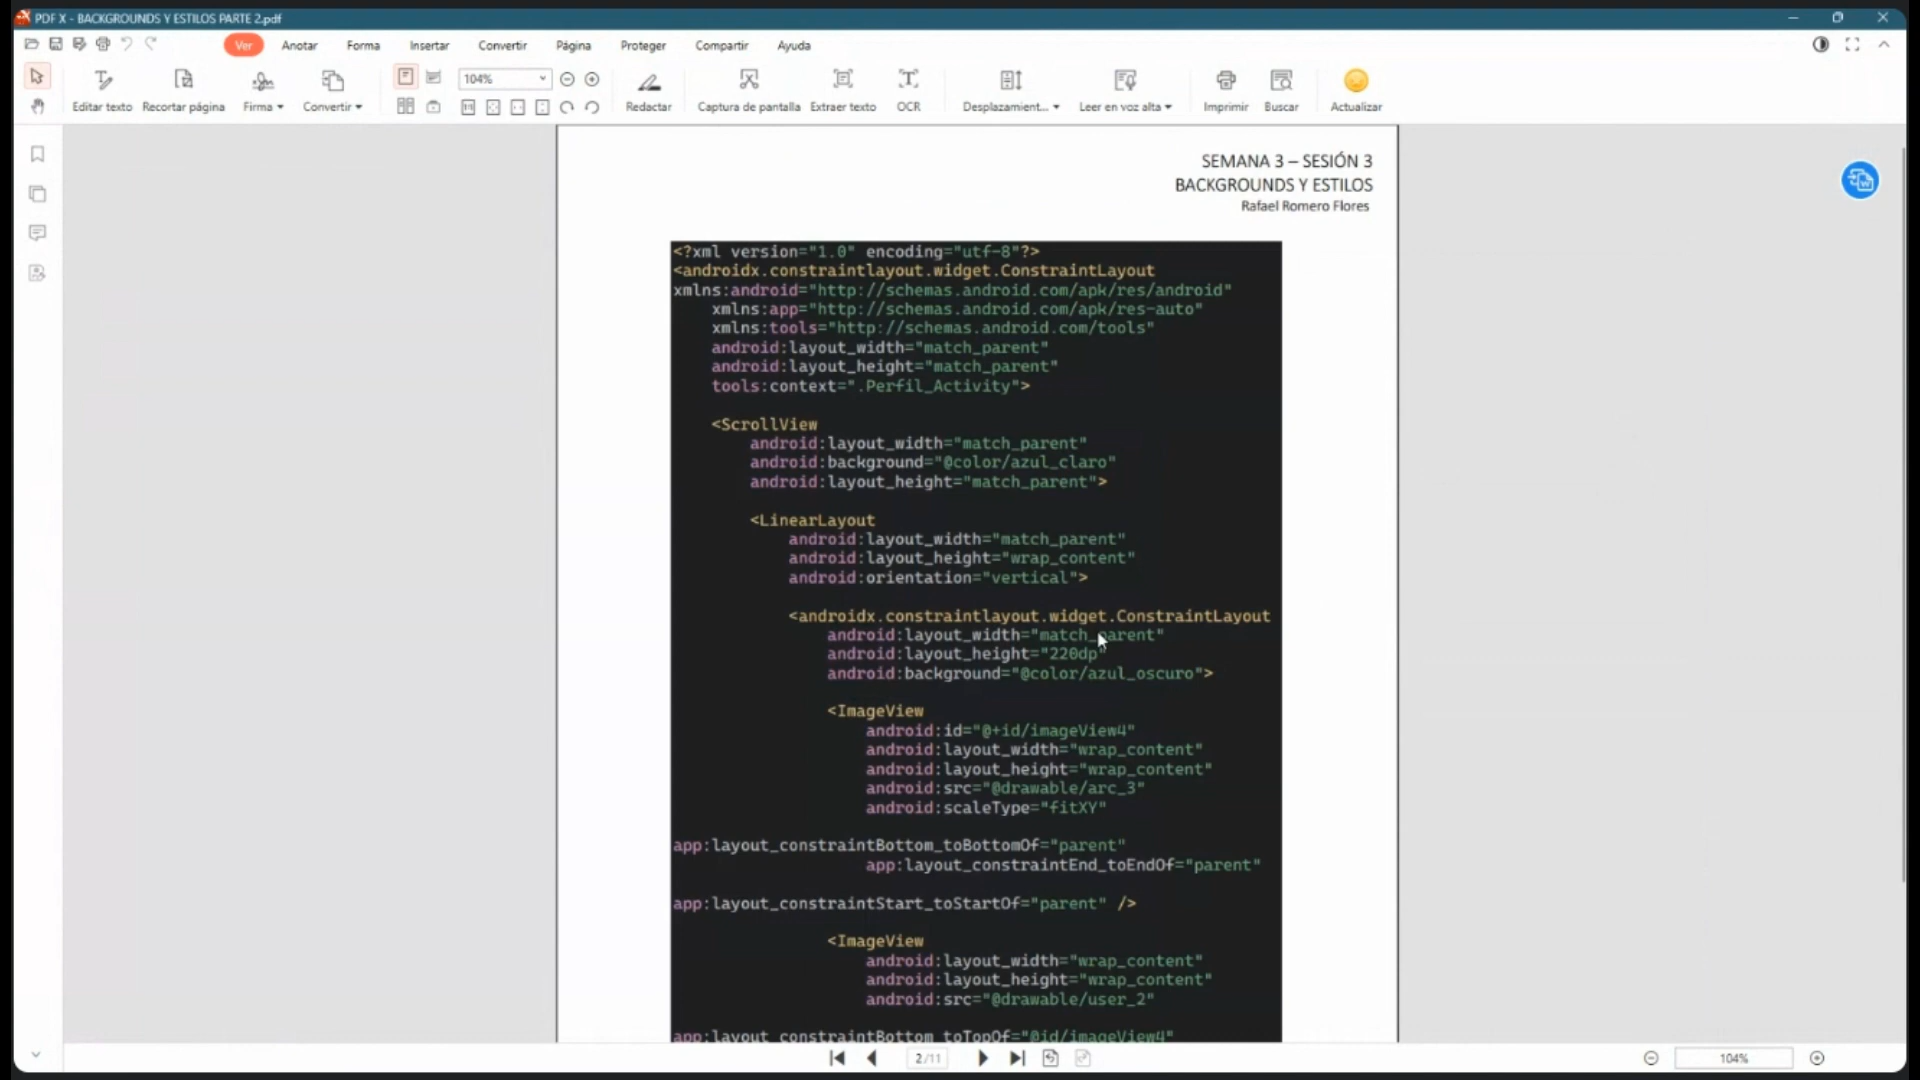 PDF X - BACKGROUNDS Y ESTILOS PARTE 2.pdf
Ver Anotar Forma Insertar Convertir Página Proteger Compartir Ayuda
104%
Editar texto Recortar página Firma Convertir Redactar Captura de pantalla Extraer texto OCR Desplazamient... Leer en voz alta Imprimir Buscar Actualizar
SEMANA 3 – SESIÓN 3
BACKGROUNDS Y ESTILOS
Rafael Romero Flores
<?xml version="1.0" encoding="utf-8"?>
<androidx.constraintlayout.widget.ConstraintLayout
xmlns:android="http://schemas.android.com/apk/res/android"
xmlns:app="http://schemas.android.com/apk/res-auto"
xmlns:tools="http://schemas.android.com/tools"
android:layout_width="match_parent"
android:layout_height="match_parent"
tools:context=".Perfil_Activity">
<ScrollView
android:layout_width="match_parent"
android:background="@color/azul_claro"
android:layout_height="match_parent">
<LinearLayout
android:layout_width="match_parent"
android:layout_height="wrap_content"
android:orientation="vertical">
<androidx.constraintlayout.widget.ConstraintLayout
android:layout_width="match_parent"
android:layout_height="220dp"
android:background="@color/azul_oscuro">
<ImageView
android:id="@+id/imageView4"
android:layout_width="wrap_content"
android:layout_height="wrap_content"
android:src="@drawable/arc_3"
android:scaleType="fitXY"
app:layout_constraintBottom_toBottomOf="parent"
app:layout_constraintEnd_toEndOf="parent"
app:layout_constraintStart_toStartOf="parent" />
<ImageView
android:layout_width="wrap_content"
android:layout_height="wrap_content"
android:src="@drawable/user_2"
app:layout_constraintBottom_toTopOf="@id/imageView4"
2/11
104%